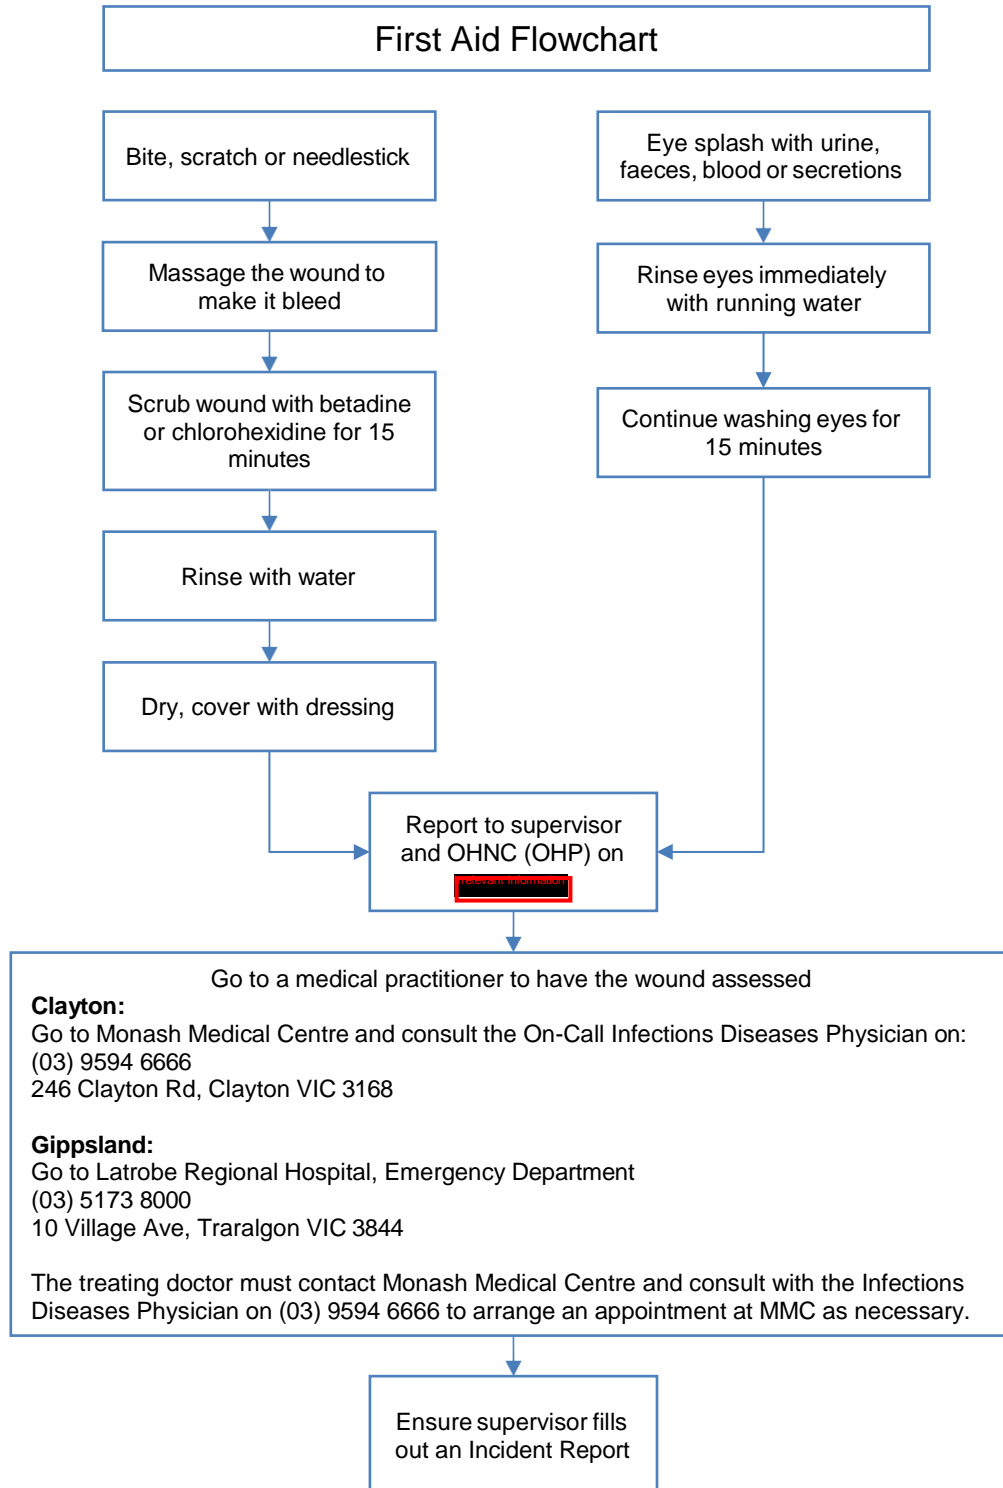 First Aid Flowchart
Bite, scratch or needlestick
Massage the wound to
make it bleed
Scrub wound with betadine
or chlorohexidine for 15
minutes
Rinse with water
Dry, cover with dressing
Eye splash with urine,
faeces, blood or secretions
Rinse eyes immediately
with running water
Continue washing eyes for
15 minutes
Report to supervisor
and OHNC (OHP) on
relevant information
Go to a medical practitioner to have the wound assessed
Clayton:
Go to Monash Medical Centre and consult the On-Call Infections Diseases Physician on:
(03) 9594 6666
246 Clayton Rd, Clayton VIC 3168
Gippsland:
Go to Latrobe Regional Hospital, Emergency Department
(03) 5173 8000
10 Village Ave, Traralgon VIC 3844
The treating doctor must contact Monash Medical Centre and consult with the Infections
Diseases Physician on (03) 9594 6666 to arrange an appointment at MMC as necessary.
Ensure supervisor fills
out an Incident Report